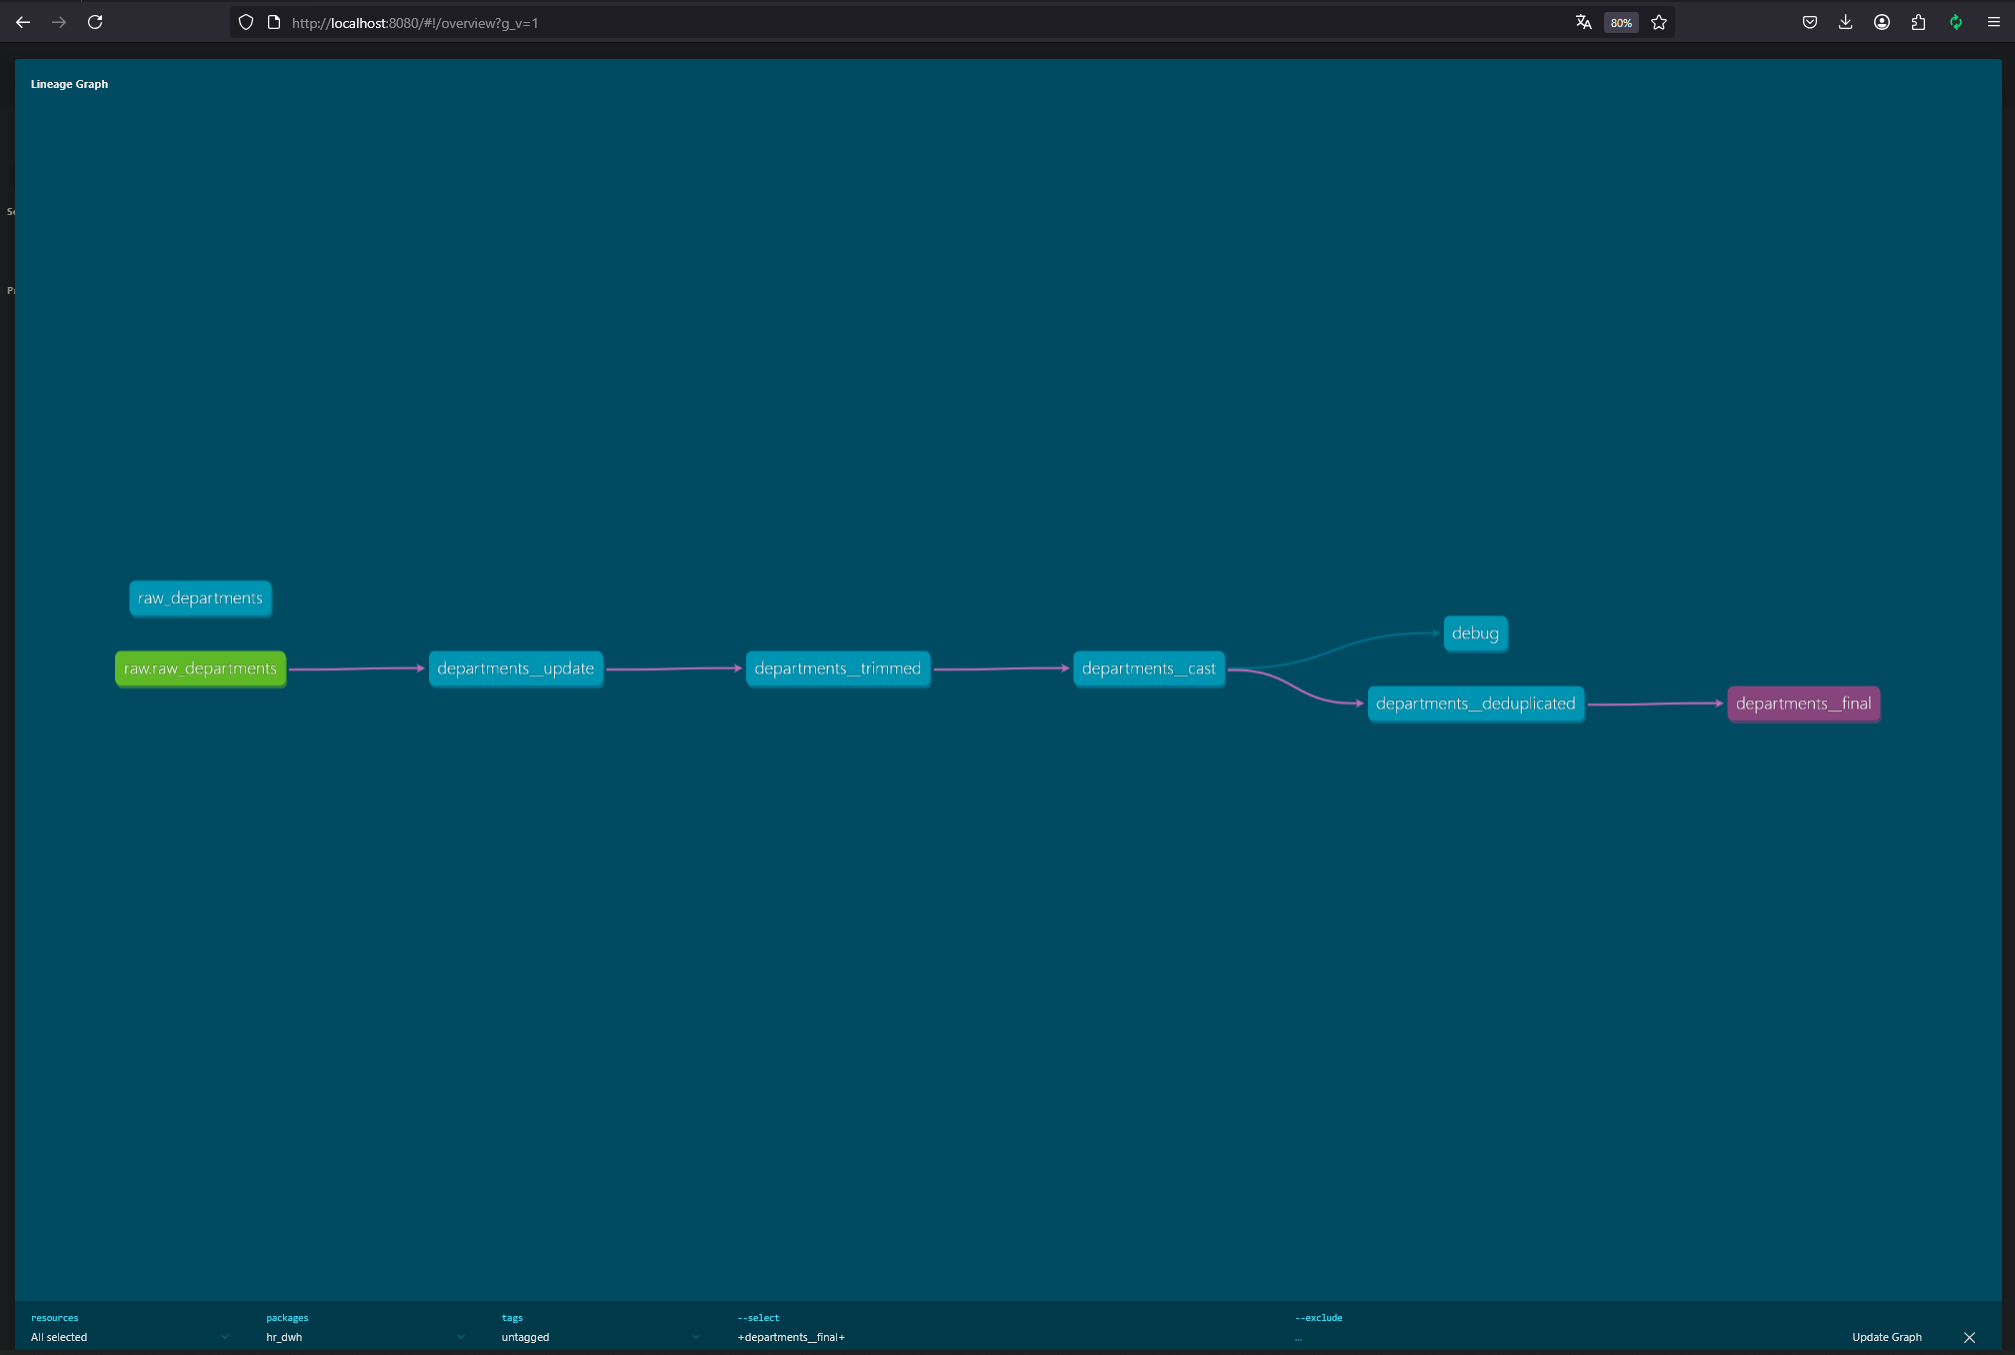 http://localhost:8080/#!/overview?g_v=1
80%
Lineage Graph
raw_departments
debug
raw.raw_departments
departments__update
departments__trimmed
departments__cast
departments__deduplicated
departments__final
resources
packages
tags
--select
--exclude
All selected
hr_dwh
untagged
+departments__final+
...
Update Graph